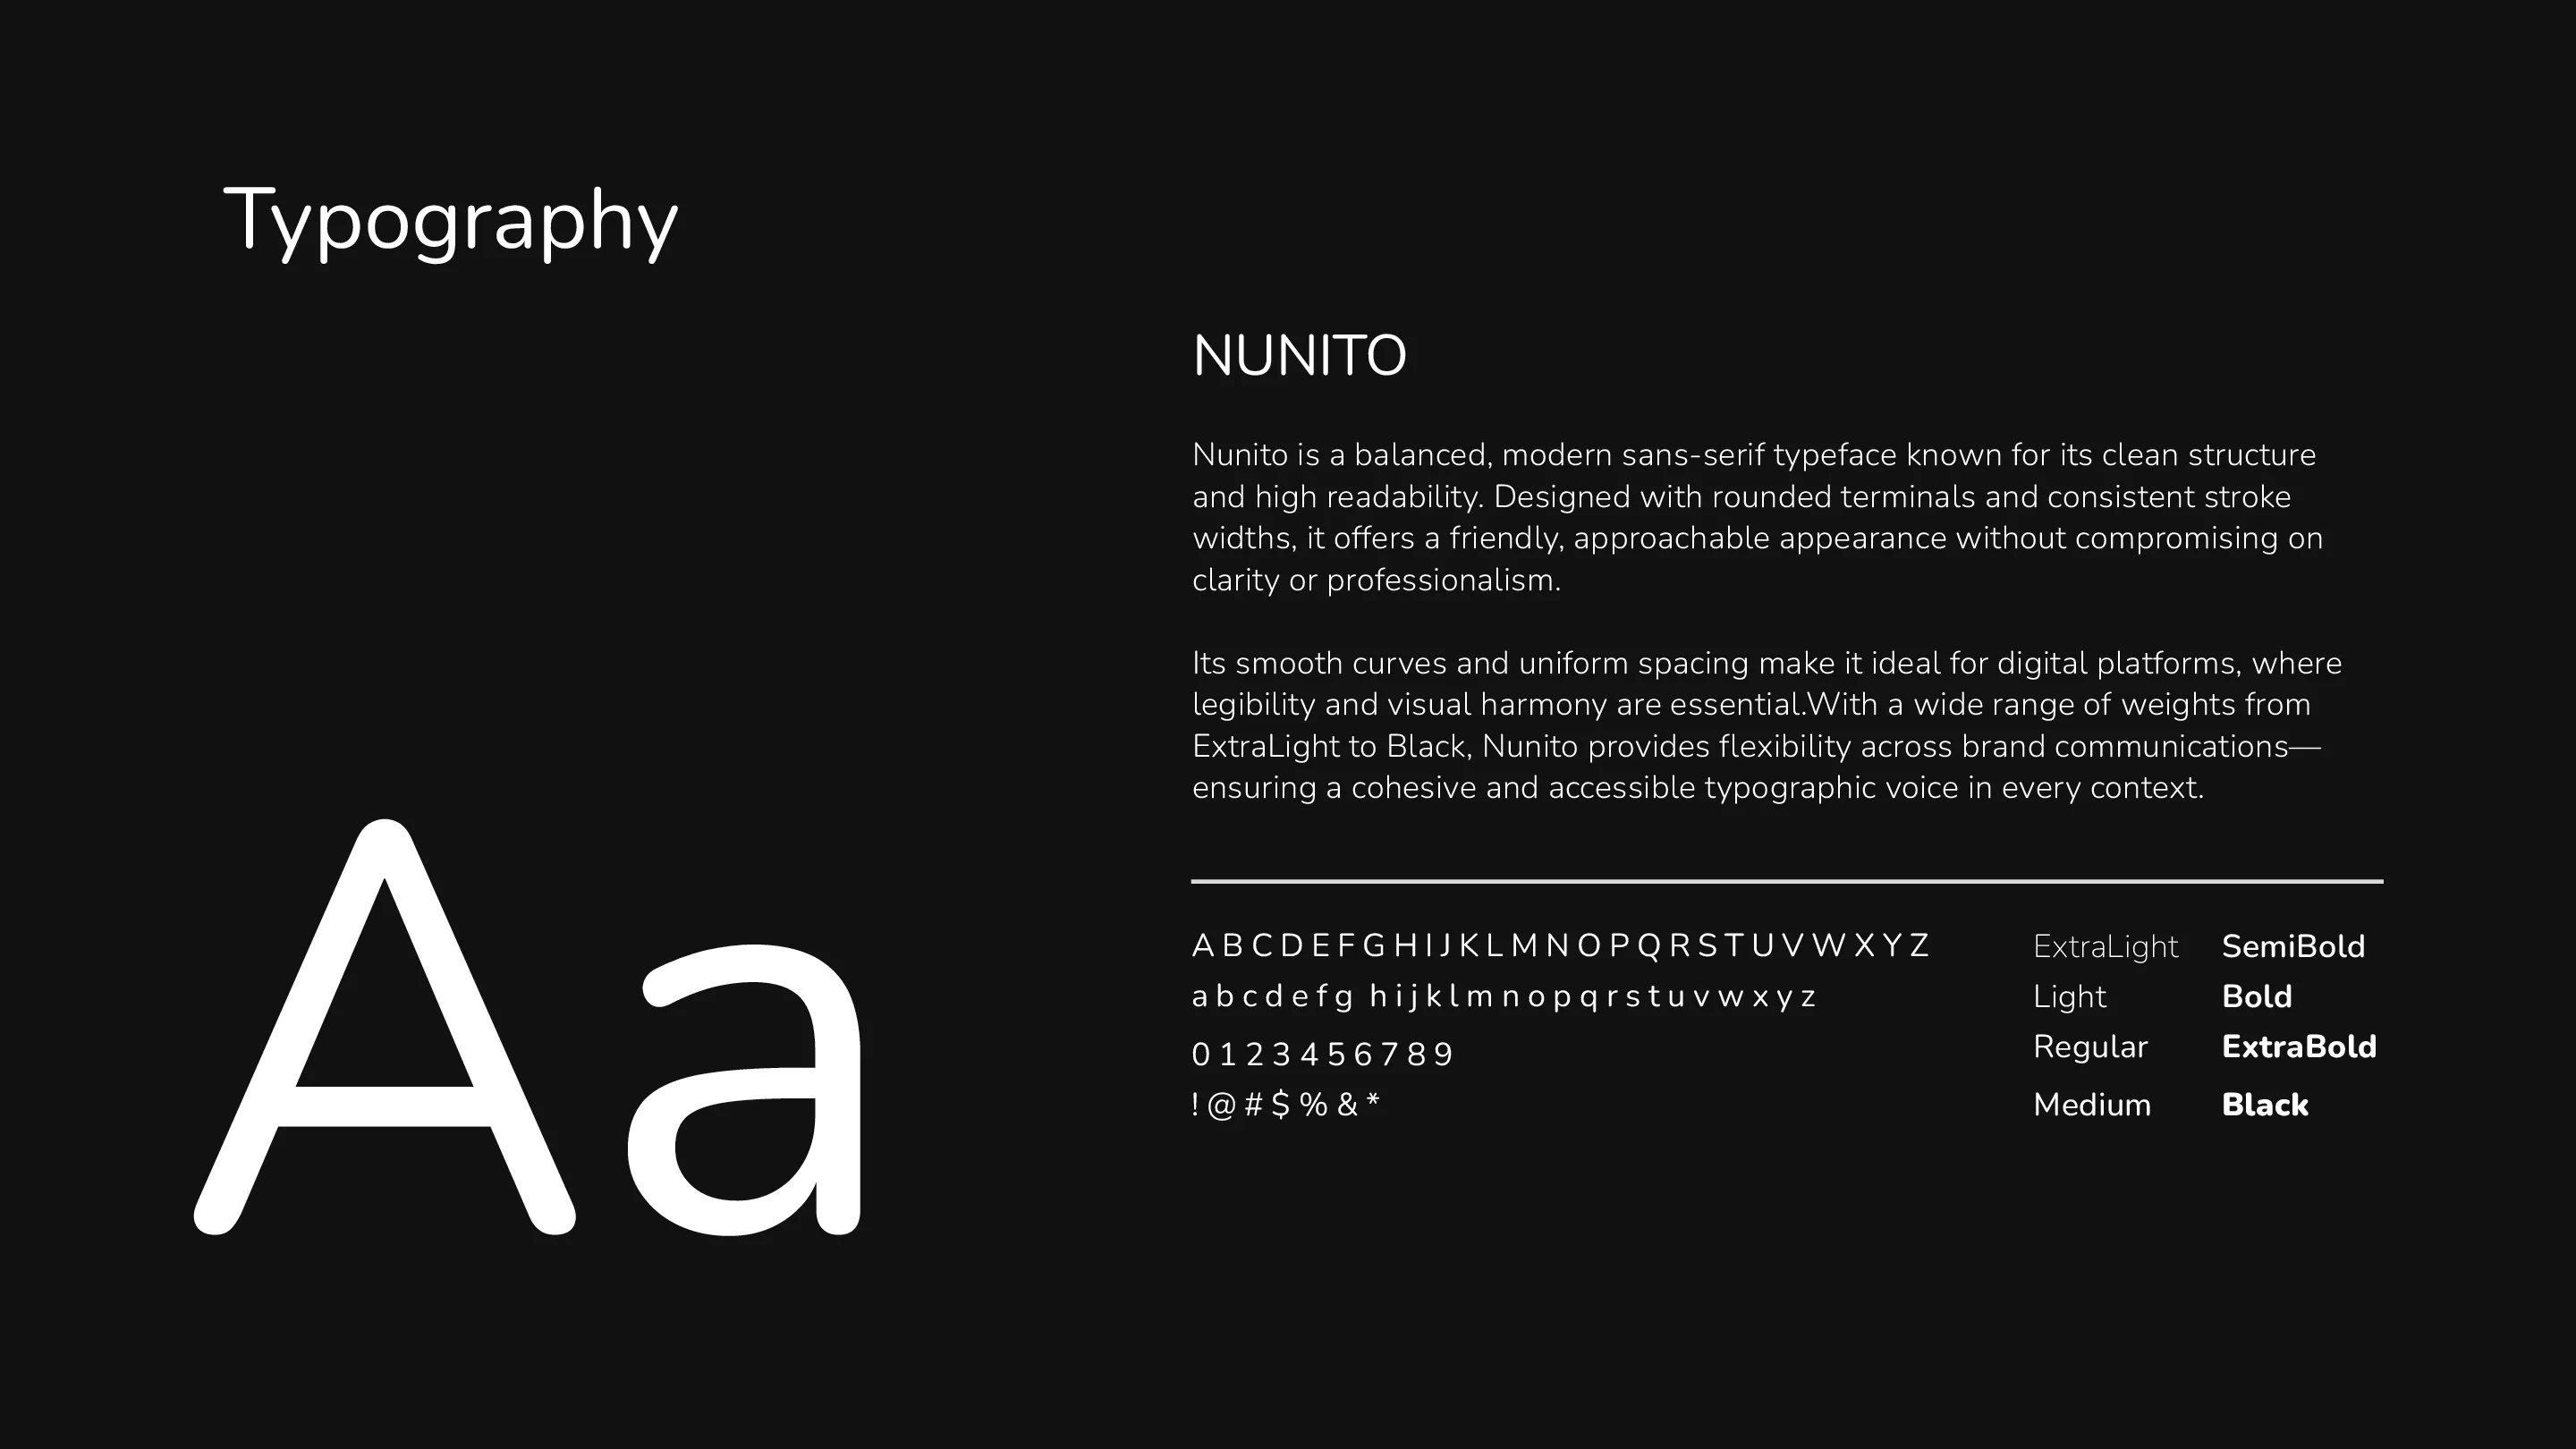 Typography
NUNITO
Nunito is a balanced, modern sans-serif typeface known for its clean structure
and high readability. Designed with rounded terminals and consistent stroke
widths, it offers a friendly, approachable appearance without compromising on
clarity or professionalism.
Its smooth curves and uniform spacing make it ideal for digital platforms, where
legibility and visual harmony are essential.With a wide range of weights from
ExtraLight to Black, Nunito provides flexibility across brand communications—
ensuring a cohesive and accessible typographic voice in every context.
Aa
A B C D E F G H I J K L M N O P Q R S T U V W X Y Z
a b c d e f g h i j k l m n o p q r s t u v w x y z
0 1 2 3 4 5 6 7 8 9
! @ # $ % & *
ExtraLight
Light
Regular
Medium
SemiBold
Bold
ExtraBold
Black